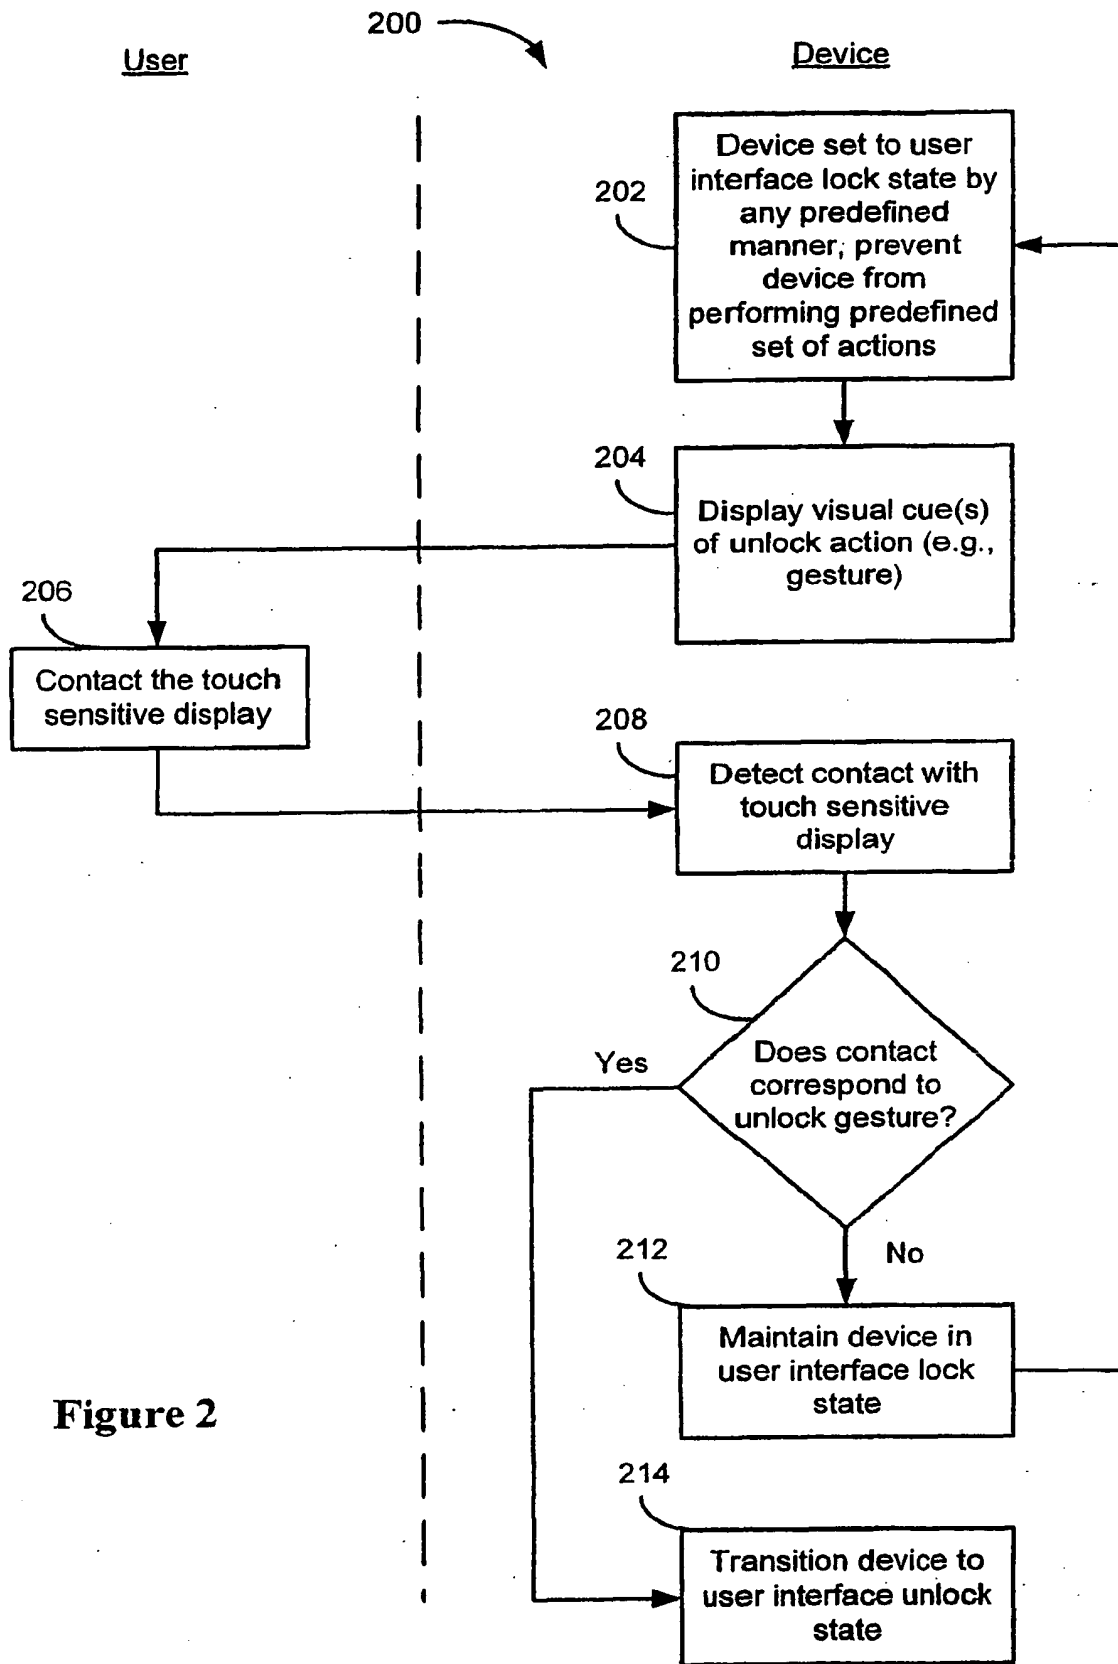 200
User
Device
202
Device set to user
interface lock state by
any predefined
manner; prevent
device from
performing predefined
set of actions
204
Display visual cue(s)
of unlock action (e.g.,
gesture)
206
Contact the touch
sensitive display
208
Detect contact with
touch sensitive
display
210
Does contact
correspond to
unlock gesture?
Yes
No
212
Maintain device in
user interface lock
state
214
Transition device to
user interface unlock
state
Figure 2